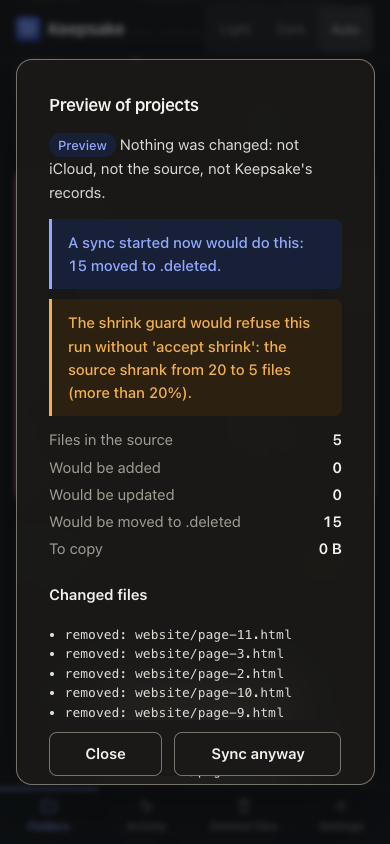 Keepsake
Light Dark Auto
Preview of projects
Preview Nothing was changed: not
iCloud, not the source, not Keepsake's
records.
A sync started now would do this:
15 moved to .deleted.
The shrink guard would refuse this
run without 'accept shrink': the
source shrank from 20 to 5 files
(more than 20%).
Files in the source 5
Would be added 0
Would be updated 0
Would be moved to .deleted 15
To copy 0 B
Changed files
• removed: website/page-11.html
• removed: website/page-3.html
• removed: website/page-2.html
• removed: website/page-10.html
• removed: website/page-9.html
Close Sync anyway